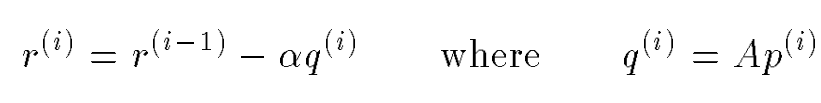 r^{(i)} = r^{(i-1)} − αq^{(i)} where q^{(i)} = Ap^{(i)}